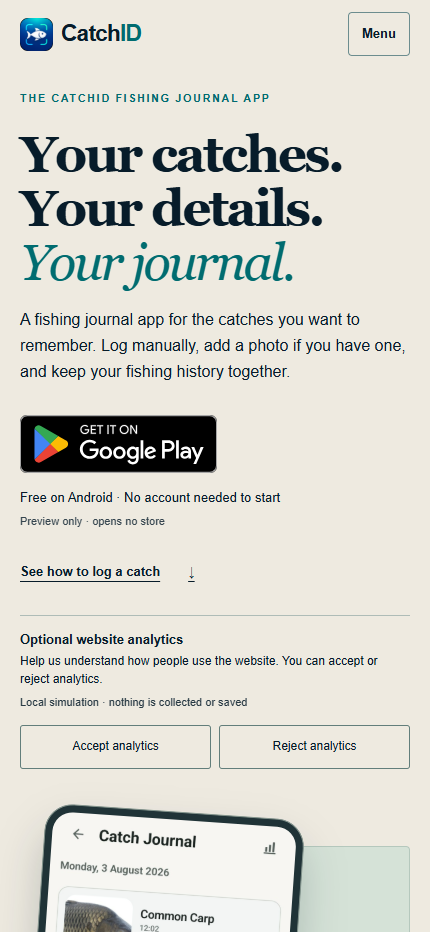 CatchID
Menu
THE CATCHID FISHING JOURNAL APP
Your catches.
Your details.
Your journal.
A fishing journal app for the catches you want to
remember. Log manually, add a photo if you have one,
and keep your fishing history together.
GET IT ON
Google Play
Free on Android · No account needed to start
Preview only · opens no store
See how to log a catch ↓
Optional website analytics
Help us understand how people use the website. You can accept or
reject analytics.
Local simulation · nothing is collected or saved
Accept analytics
Reject analytics
← Catch Journal
Monday, 3 August 2026
Common Carp
12:02